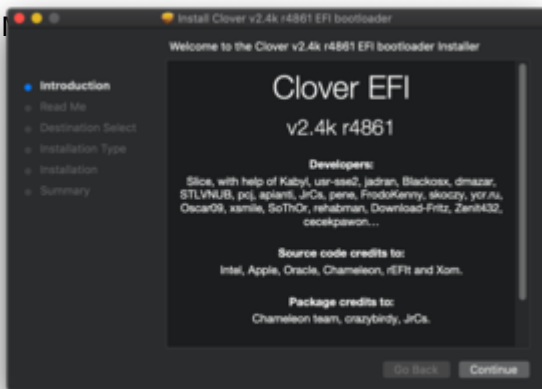 Install Clover v2.4k r4861 EFI bootloader
Welcome to the Clover v2.4k r4861 EFI bootloader Installer
Introduction
Read Me
Destination Select
Installation Type
Installation
Summary
Clover EFI
v2.4k r4861
Developers:
Slice, with help of Kabyl, usr-sse2, jadran, Blackosx, dmazar,
STLVNUB, pcj, apianti, JrCs, pene, FrodoKenny, skoczy, ycr.ru,
Oscar09, xsmile, SoThOr, rehabman, Download-Fritz, Zenit432,
cecekpawon...
Source code credits to:
Intel, Apple, Oracle, Chameleon, rEFIt and Xom.
Package credits to:
Chameleon team, crazybirdy, JrCs.
Go Back
Continue